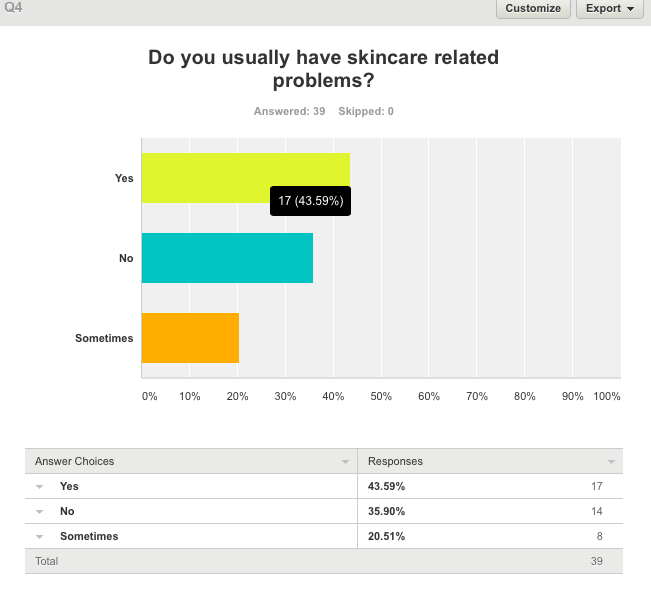 Q4
Customize
Export
Do you usually have skincare related
problems?
Answered: 39 Skipped: 0
Yes
17 (43.59%)
No
Sometimes
0% 10% 20% 30% 40% 50% 60% 70% 80% 90% 100%
Answer Choices Responses
Yes 43.59% 17
No 35.90% 14
Sometimes 20.51% 8
Total 39